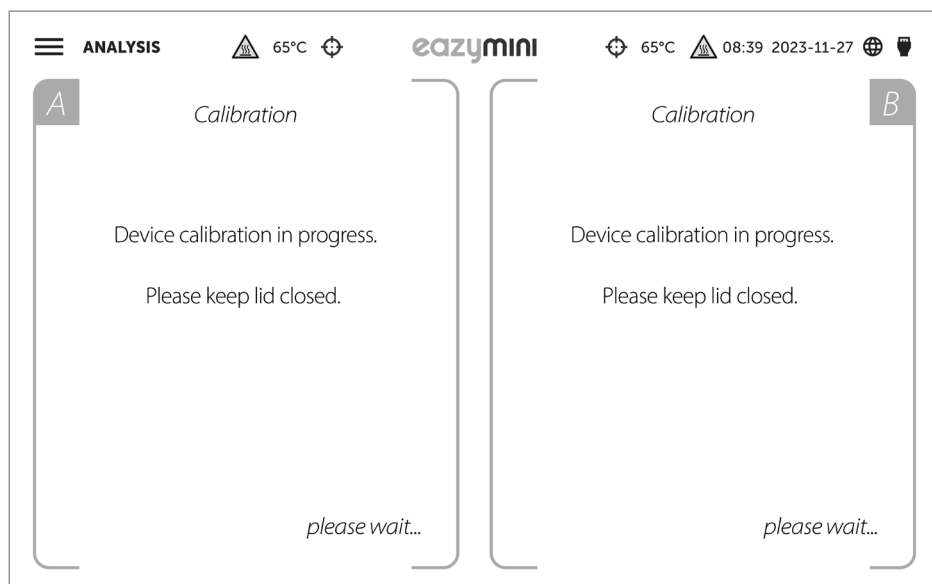 ANALYSIS 65°C eazymini 65°C 08:39 2023-11-27
A
Calibration
Device calibration in progress.
Please keep lid closed.
please wait...
B
Calibration
Device calibration in progress.
Please keep lid closed.
please wait...